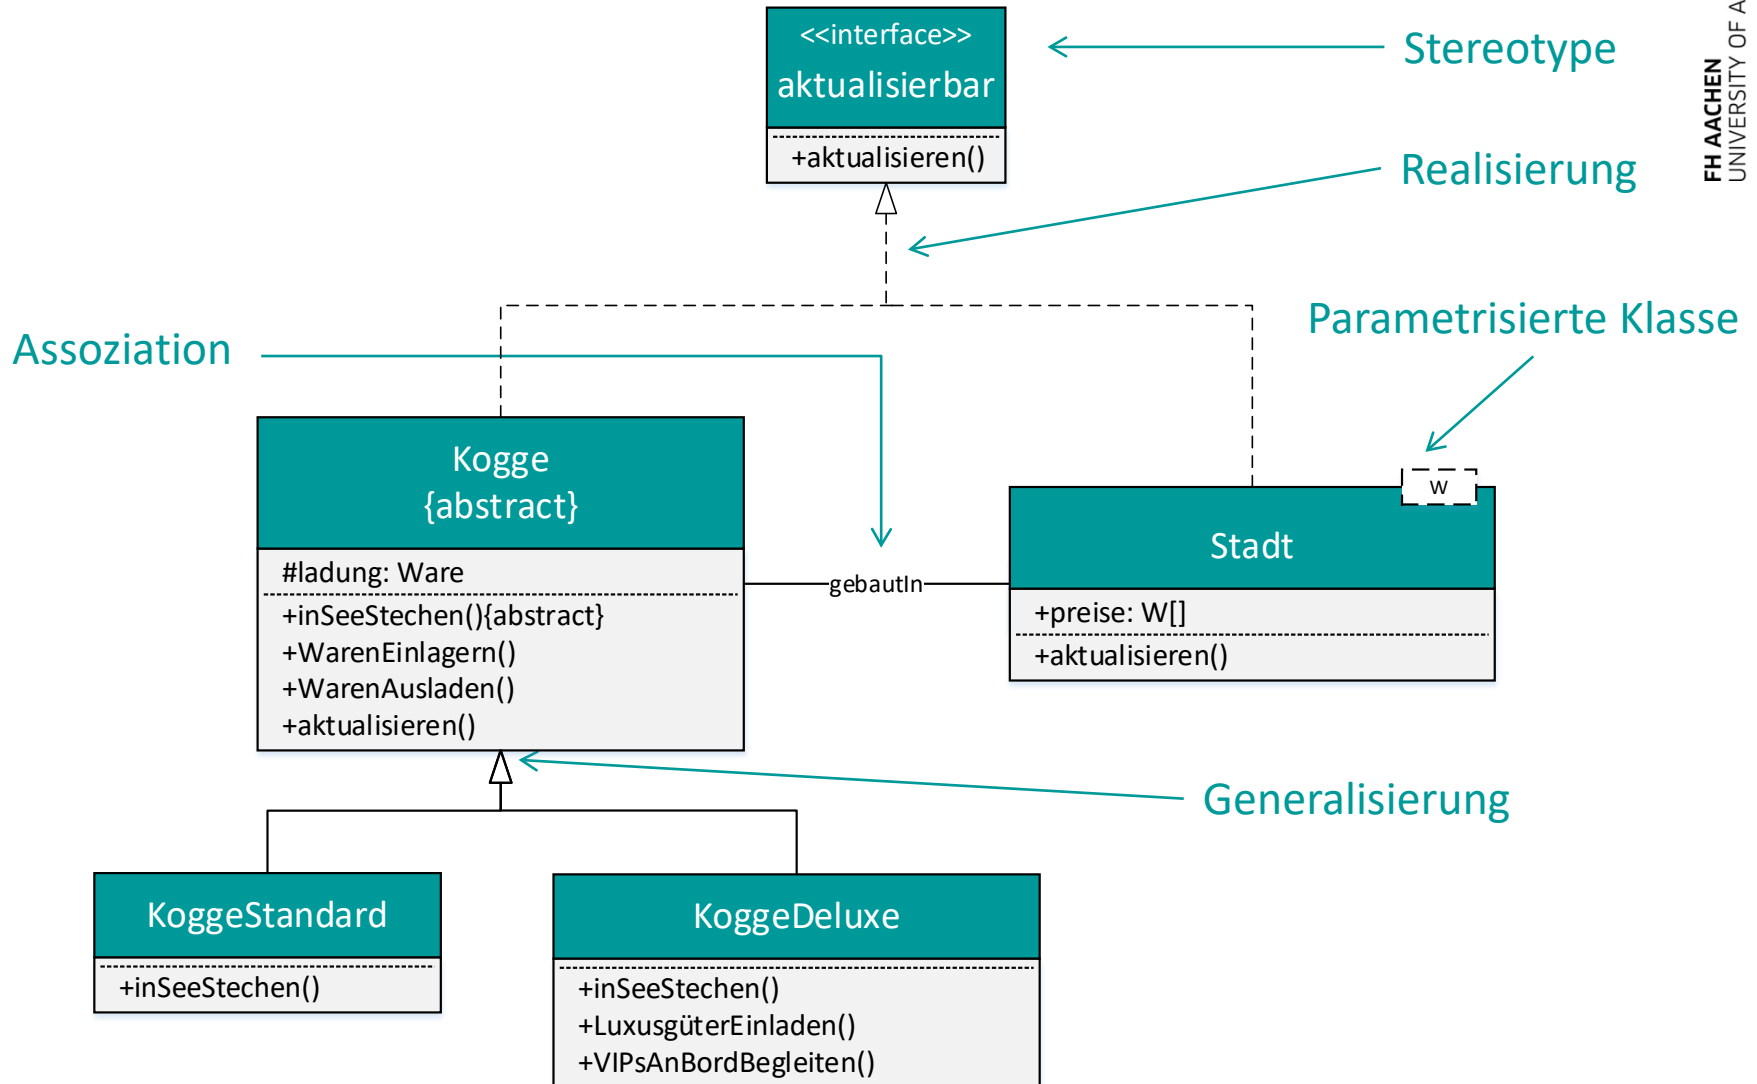 <<interface>>
aktualisierbar
+aktualisieren()
Stereotype
Realisierung
FH AACHEN
UNIVERSITY OF A
Parametrisierte Klasse
Assoziation
Kogge
{abstract}
#ladung: Ware
+inSeeStechen(){abstract}
+WarenEinlagern()
+WarenAusladen()
+aktualisieren()
gebautIn
W
Stadt
+preise: W[]
+aktualisieren()
Generalisierung
KoggeStandard
+inSeeStechen()
KoggeDeluxe
+inSeeStechen()
+LuxusgüterEinladen()
+VIPsAnBordBegleiten()